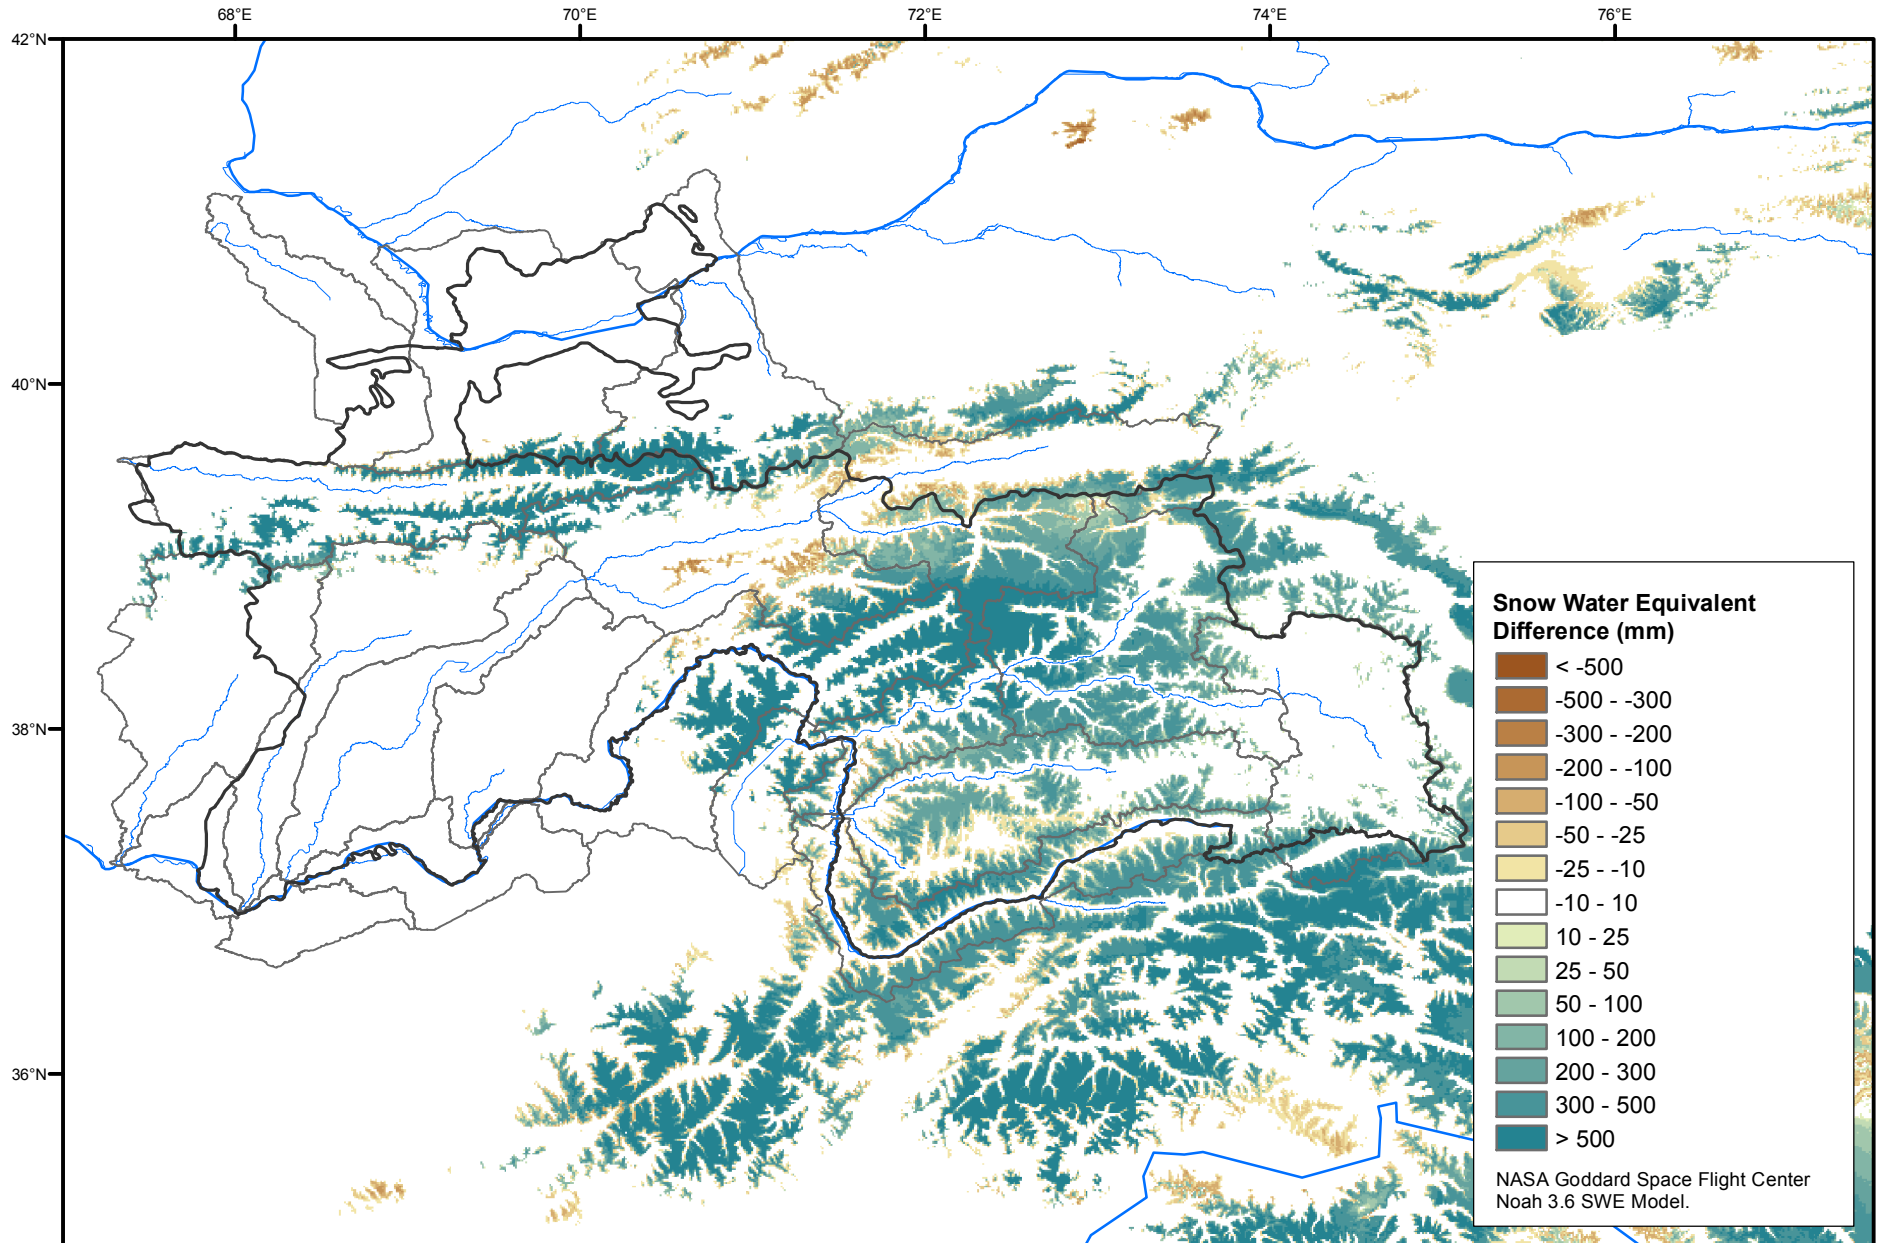 68°E
70°E
72°E
74°E
76°E
42°N
40°N
38°N
36°N
Snow Water Equivalent
Difference (mm)
< -500
-500 - -300
-300 - -200
-200 - -100
-100 - -50
-50 - -25
-25 - -10
-10 - 10
10 - 25
25 - 50
50 - 100
100 - 200
200 - 300
300 - 500
> 500
NASA Goddard Space Flight Center
Noah 3.6 SWE Model.